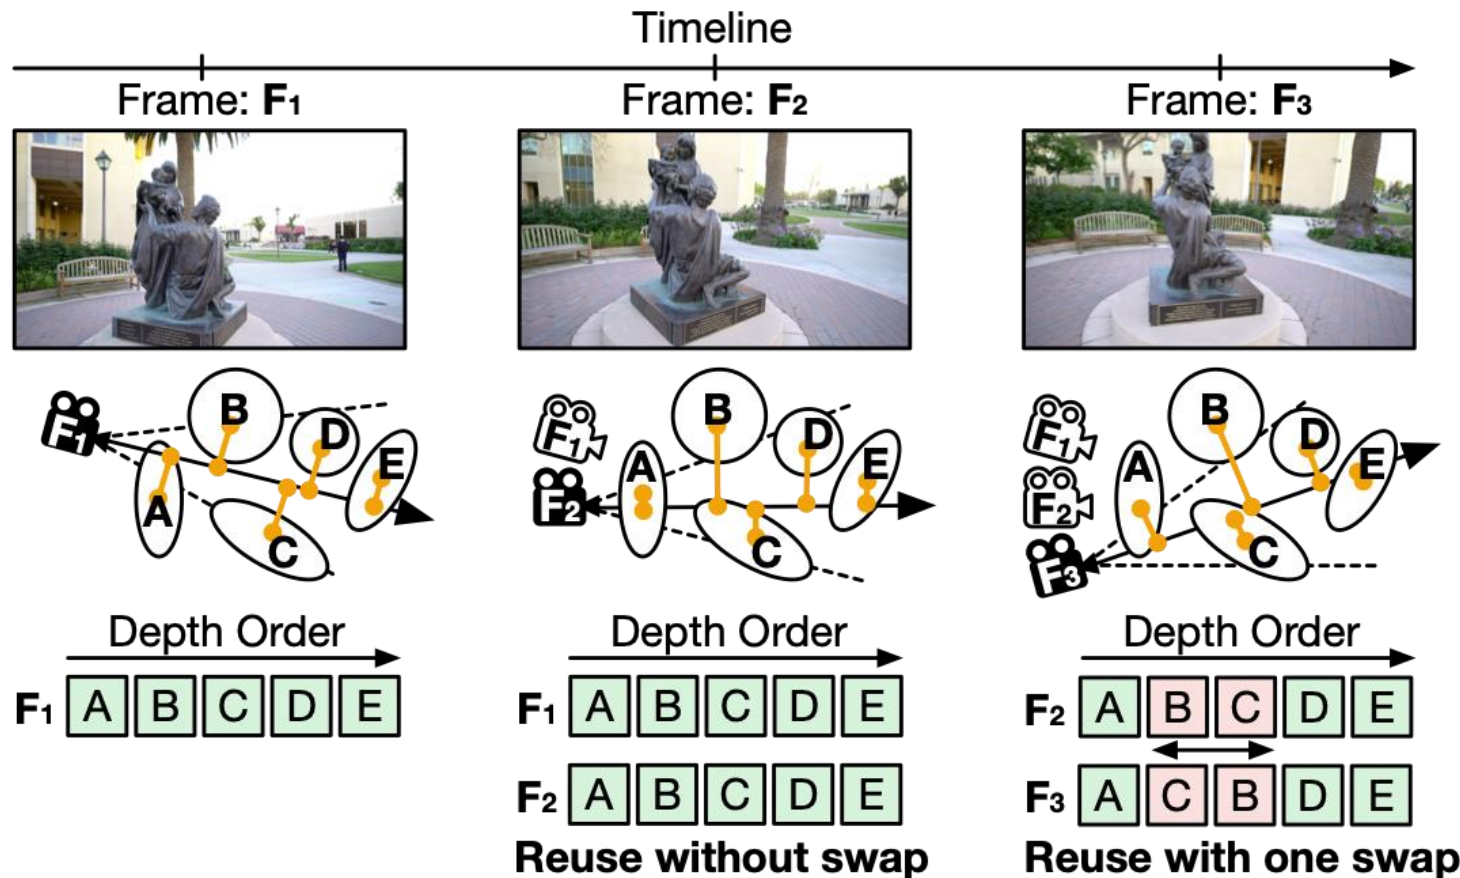 Timeline
Frame: F1
Frame: F2
Frame: F3
F1
A
B
C
D
E
F1
F2
A
B
C
D
E
F1
F2
F3
A
B
C
D
E
Depth Order
F1 A B C D E
Depth Order
F1 A B C D E
F2 A B C D E
Reuse without swap
Depth Order
F2 A B C D E
F3 A C B D E
Reuse with one swap